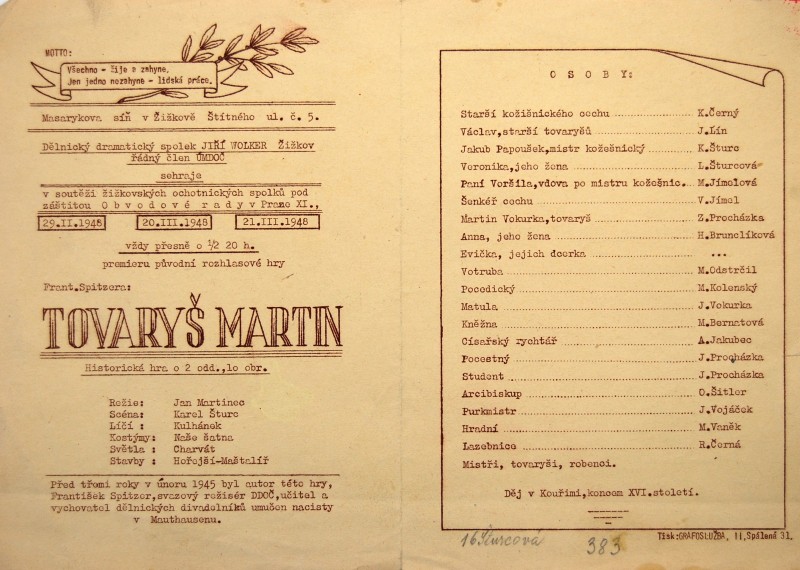 MOTTO:
Všechno - žije a zahyne,
Jen jedno nezahyne - lidská práce.
Masarykova síň v Žižkově Štítného ul. č. 5.
Dělnický dramatický spolek JIŘÍ WOLKER Žižkov
řádný člen ÚMDOČ
sehraje
v soutěži žižkovských ochotnických spolků pod
záštitou Obvodové rady v Praze XI.,
29.II.1948 20.III.1948 21.III.1948
vždy přesně o ½ 20 h.
premieru původní rozhlasové hry
Frant.Spitzera:
TOVARYŠ MARTIN
Historická hra o 2 odd.,1o obr.
Režie: Jan Martinec
Scéna: Karel Šturc
Líčí : Kulhánek
Kostýmy: Naše šatna
Světla : Charvát
Stavby : Hořejší-Maštalíř
Před třemi roky v únoru 1945 byl autor této hry,
František Spitzer, svazový režisér DDOČ, učitel a
vychovatel dělnických divadelníků umučen nacisty
v Mauthausenu.
OSOBY:
Starší kožišnického cechu K.Černý
Václav,starší tovaryšů J.Lín
Jakub Papoušek,mistr kožešnický K.Šturc
Veronika,jeho žena L.Šturcová
Paní Voršila,vdova po mistru kožešnic. M.Jímelová
Šenkéř cechu V.Jímel
Martin Vokurka,tovaryš Z.Procházka
Anna, jeho žena H.Brunclíková
Evička, jejich dcerka ...
Votruba M.Odstrčil
Pocedický M.Kolenský
Matula J.Vokurka
Kněžna M.Bernatová
Císařský rychtář A.Jakubec
Pocestný J.Procházka
Student J.Procházka
Arcibiskup O.Šitler
Purkmistr J.Vojáček
Hradní M.Vaněk
Lazebnice R.Černá
Mistři, tovaryši, robenci.
Děj v Kouřimi,koncem XVI.století.
16 Šturcová 383
Tisk:GRAFOSLUŽBA, II,Spálená 31.